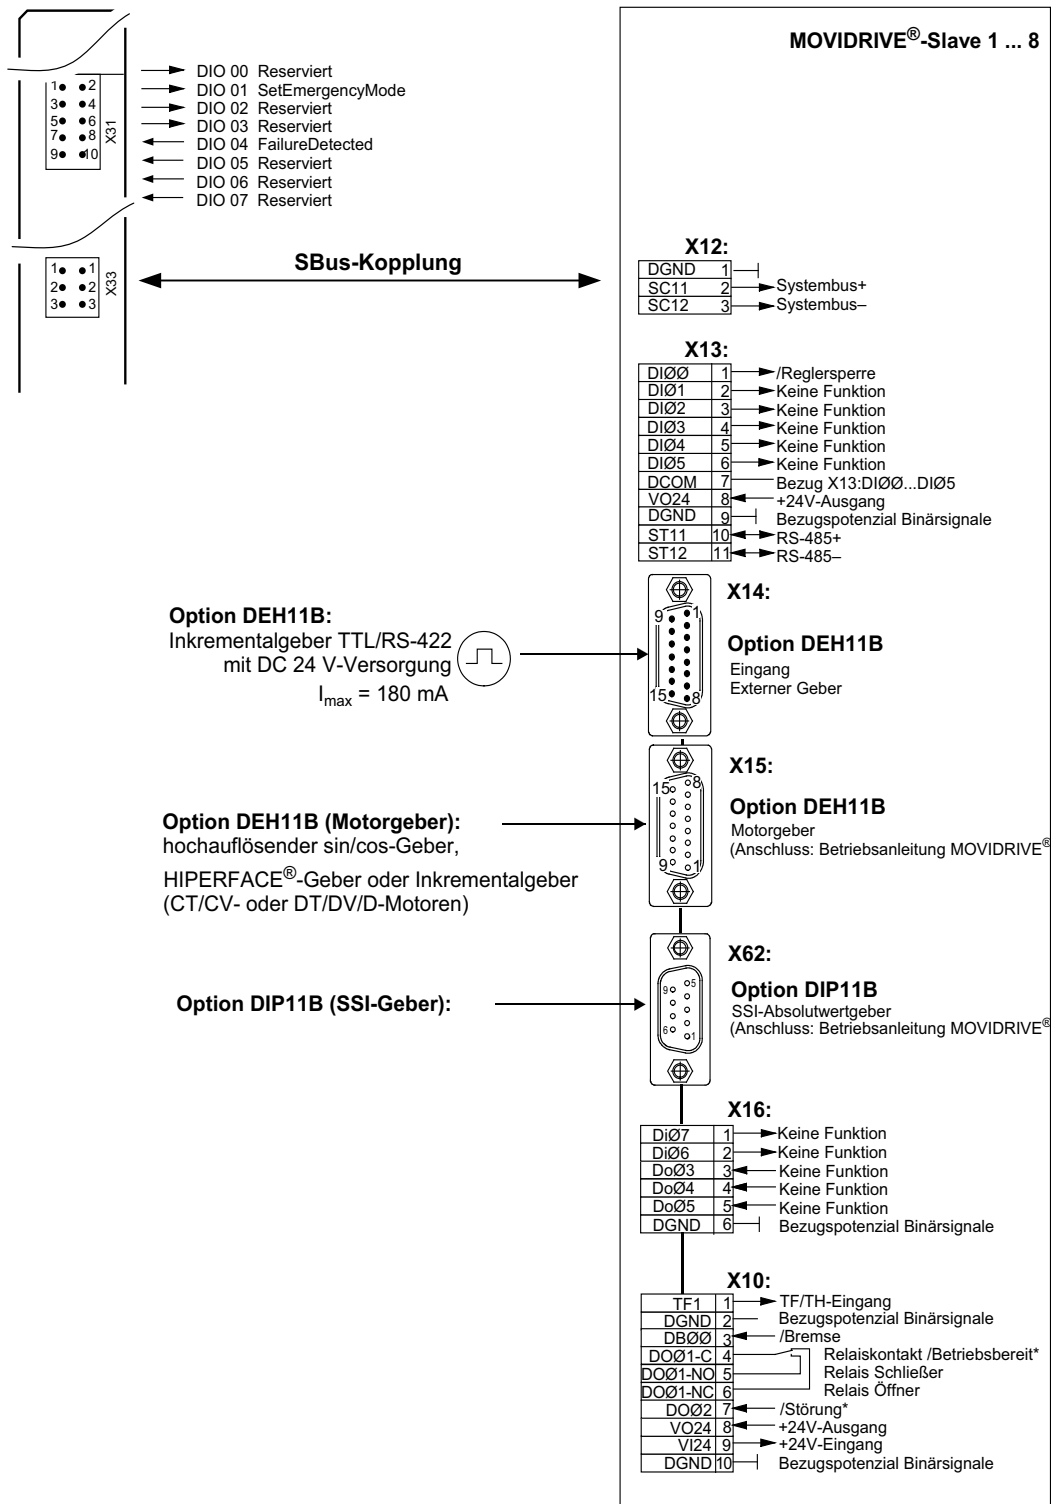 MOVIDRIVE®-Slave 1 ... 8
DIO 00 Reserviert
DIO 01 SetEmergencyMode
DIO 02 Reserviert
DIO 03 Reserviert
DIO 04 FailureDetected
DIO 05 Reserviert
DIO 06 Reserviert
DIO 07 Reserviert
1 2
3 4
5 6
7 8
9 10
X31
SBus-Kopplung
1 1
2 2
3 3
X33
X12:
DGND 1
SC11 2 Systembus+
SC12 3 Systembus–
X13:
DIØØ 1 /Reglersperre
DIØ1 2 Keine Funktion
DIØ2 3 Keine Funktion
DIØ3 4 Keine Funktion
DIØ4 5 Keine Funktion
DIØ5 6 Keine Funktion
DCOM 7 Bezug X13:DIØØ...DIØ5
VO24 8 +24V-Ausgang
DGND 9 Bezugspotenzial Binärsignale
ST11 10 RS-485+
ST12 11 RS-485–
Option DEH11B:
Inkrementalgeber TTL/RS-422
mit DC 24 V-Versorgung
Imax = 180 mA
9 1
15 8
X14:
Option DEH11B
Eingang
Externer Geber
Option DEH11B (Motorgeber):
hochauflösender sin/cos-Geber,
HIPERFACE®-Geber oder Inkrementalgeber
(CT/CV- oder DT/DV/D-Motoren)
15 8
9 1
X15:
Option DEH11B
Motorgeber
(Anschluss: Betriebsanleitung MOVIDRIVE®
Option DIP11B (SSI-Geber):
9 5
6 1
X62:
Option DIP11B
SSI-Absolutwertgeber
(Anschluss: Betriebsanleitung MOVIDRIVE®
X16:
DiØ7 1 Keine Funktion
DiØ6 2 Keine Funktion
DoØ3 3 Keine Funktion
DoØ4 4 Keine Funktion
DoØ5 5 Keine Funktion
DGND 6 Bezugspotenzial Binärsignale
X10:
TF1 1 TF/TH-Eingang
DGND 2 Bezugspotenzial Binärsignale
DBØØ 3 /Bremse
DOØ1-C 4 Relaiskontakt /Betriebsbereit*
DOØ1-NO 5 Relais Schließer
DOØ1-NC 6 Relais Öffner
DOØ2 7 /Störung*
VO24 8 +24V-Ausgang
VI24 9 +24V-Eingang
DGND 10 Bezugspotenzial Binärsignale